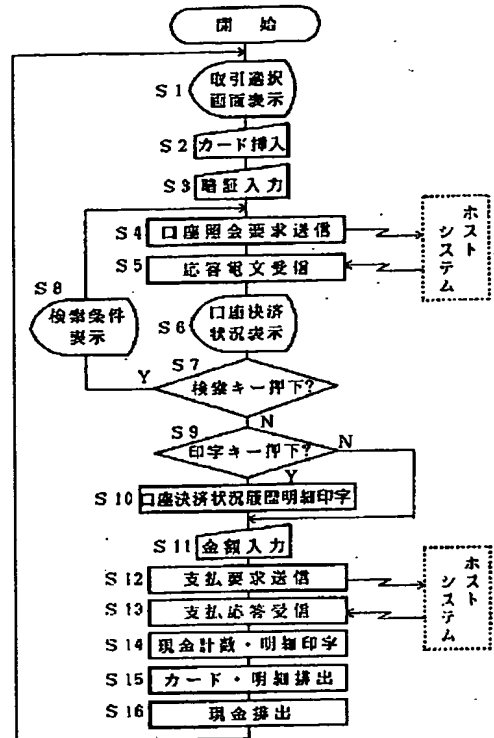 開 始
S1
取引選択
画面表示
S2
カード挿入
S3
暗証入力
S4
口座照会要求送信
S5
応答電文受信
ホスト
システム
S8
検索条件
表示
S6
口座決済
状況表示
S7
検索キー押下?
Y
N
S9
印字キー押下?
N
Y
S10
口座決済状況履歴明細印字
S11
金額入力
S12
支払要求送信
S13
支払応答受信
ホスト
システム
S14
現金計数・明細印字
S15
カード・明細排出
S16
現金排出